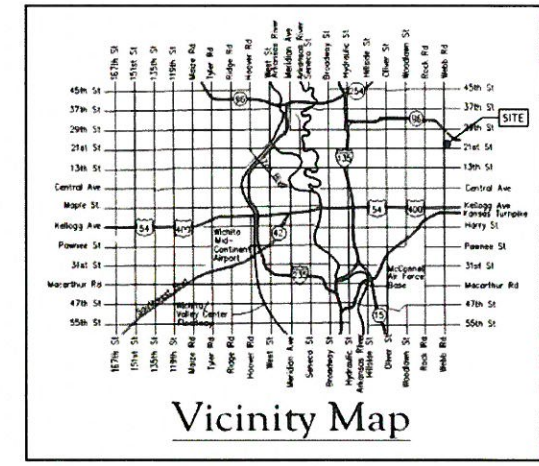 167th St
151st St
135th St
119th St
Maize Rd
Tyler Rd
Ridge Rd
Hoover Rd
West St
Arkansas River
Meridian Ave
Arkansas River
Seneca St
Broadway St
Hydraulic St
Hillside St
Oliver St
Woodlawn St
Rock Rd
Webb Rd
45th St
37th St
29th St
21st St
13th St
Central Ave
Maple St
Kellogg Ave
Pawnee St
31st St
Macarthur Rd
47th St
55th St
96
254
96
135
54
400
54
400
42
235
15
Wichita
Mid-
Continent
Airport
McConnell
Air Force
Base
Southwest Blvd
Wichita/
Valley Center
Floodway
SITE
45th St
37th St
29th St
21st St
13th St
Central Ave
Kellogg Ave
Kansas Turnpike
Harry St
Pawnee St
31st St
Macarthur Rd
47th St
55th St
167th St
151st St
135th St
119th St
Maize Rd
Tyler Rd
Ridge Rd
Hoover Rd
West St
Meridian Ave
Seneca St
Broadway St
Hydraulic St
Arkansas River
Hillside St
Oliver St
Woodlawn St
Rock Rd
Webb Rd
Vicinity Map